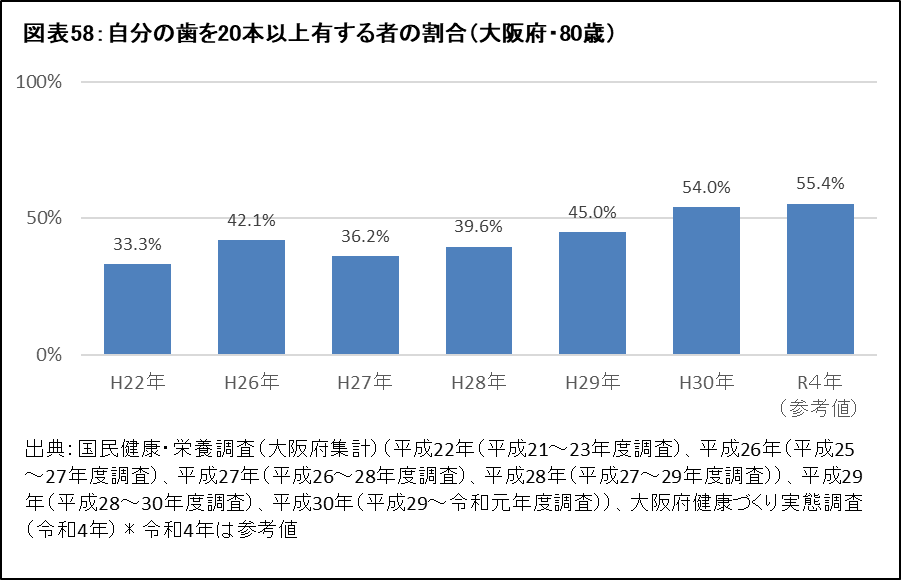 図表58：自分の歯を20本以上有する者の割合（大阪府・80歳）
100%
50%
0%
33.3%
42.1%
36.2%
39.6%
45.0%
54.0%
55.4%
H22年
H26年
H27年
H28年
H29年
H30年
R４年
（参考値）
出典：国民健康・栄養調査（大阪府集計）（平成22年（平成21～23年度調査）、平成26年（平成25
～27年度調査）、平成27年（平成26～28年度調査）、平成28年（平成27～29年度調査））、平成29
年（平成28～30年度調査）、平成30年（平成29～令和元年度調査））、大阪府健康づくり実態調査
（令和4年）＊令和4年は参考値